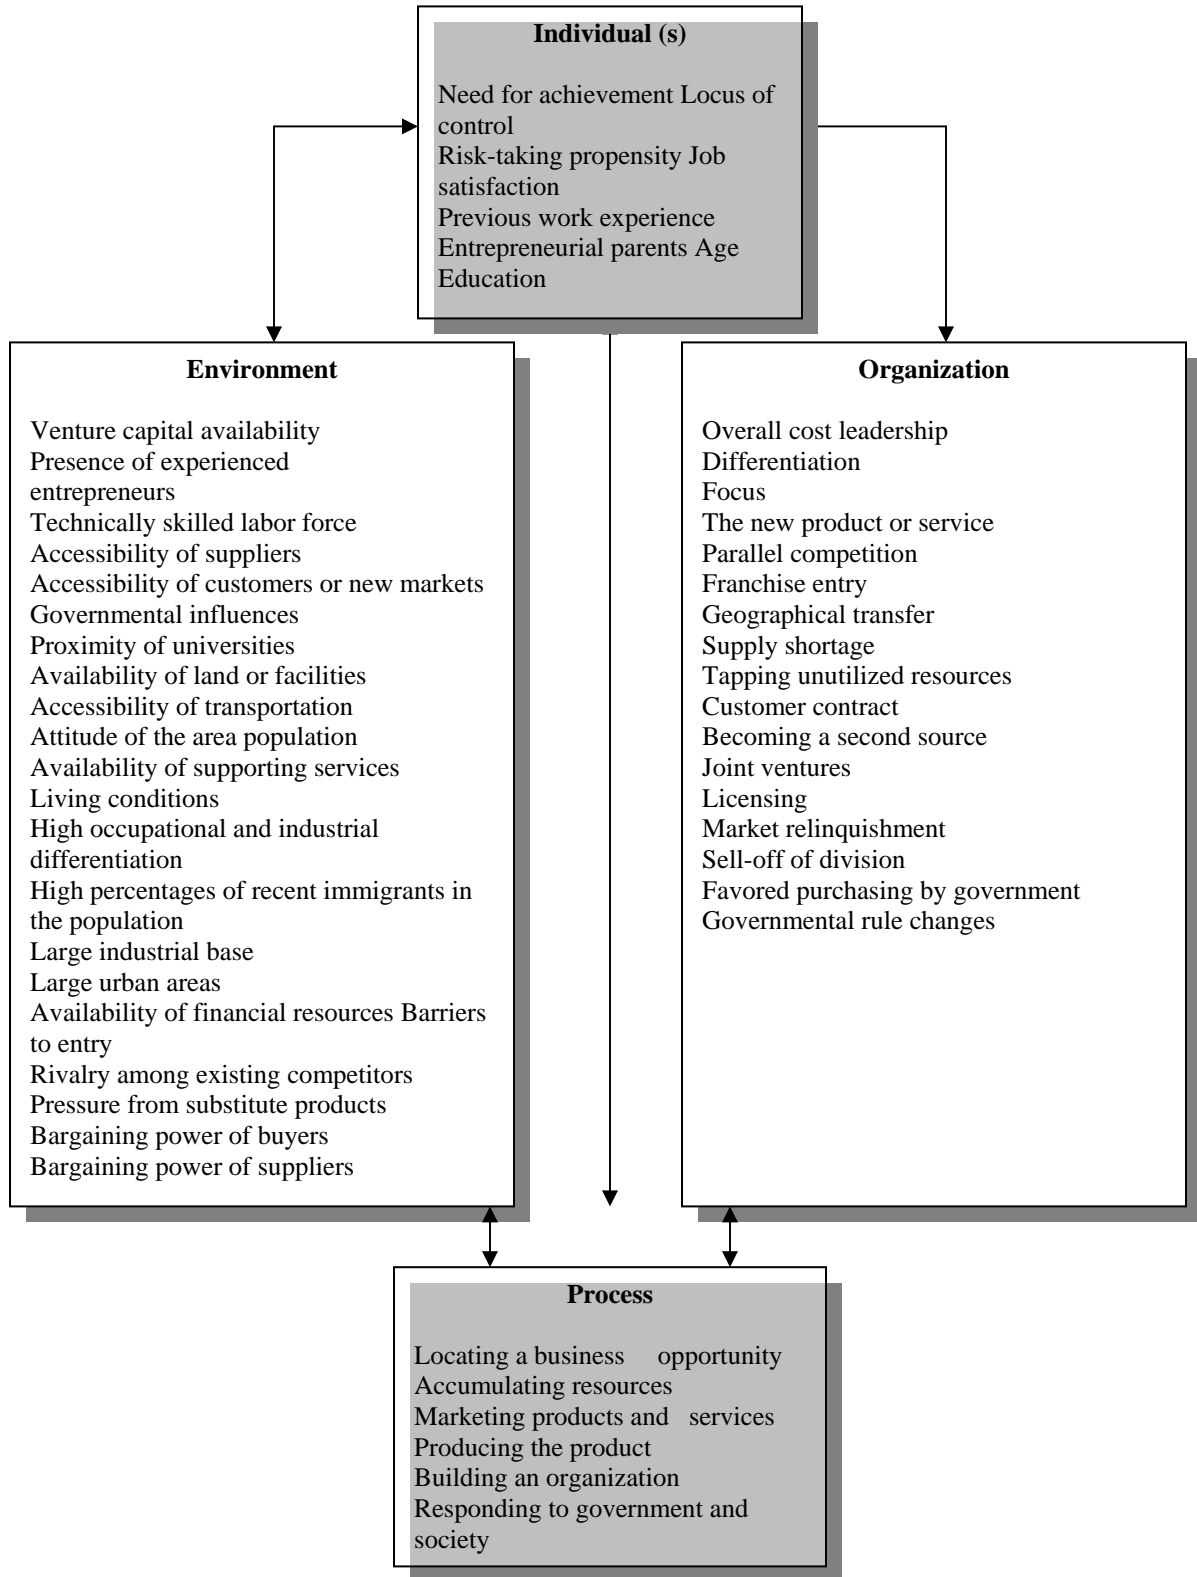 Individual (s)
Need for achievement Locus of
control
Risk-taking propensity Job
satisfaction
Previous work experience
Entrepreneurial parents Age
Education
Environment
Venture capital availability
Presence of experienced
entrepreneurs
Technically skilled labor force
Accessibility of suppliers
Accessibility of customers or new markets
Governmental influences
Proximity of universities
Availability of land or facilities
Accessibility of transportation
Attitude of the area population
Availability of supporting services
Living conditions
High occupational and industrial
differentiation
High percentages of recent immigrants in
the population
Large industrial base
Large urban areas
Availability of financial resources Barriers
to entry
Rivalry among existing competitors
Pressure from substitute products
Bargaining power of buyers
Bargaining power of suppliers
Organization
Overall cost leadership
Differentiation
Focus
The new product or service
Parallel competition
Franchise entry
Geographical transfer
Supply shortage
Tapping unutilized resources
Customer contract
Becoming a second source
Joint ventures
Licensing
Market relinquishment
Sell-off of division
Favored purchasing by government
Governmental rule changes
Process
Locating a business opportunity
Accumulating resources
Marketing products and services
Producing the product
Building an organization
Responding to government and
society